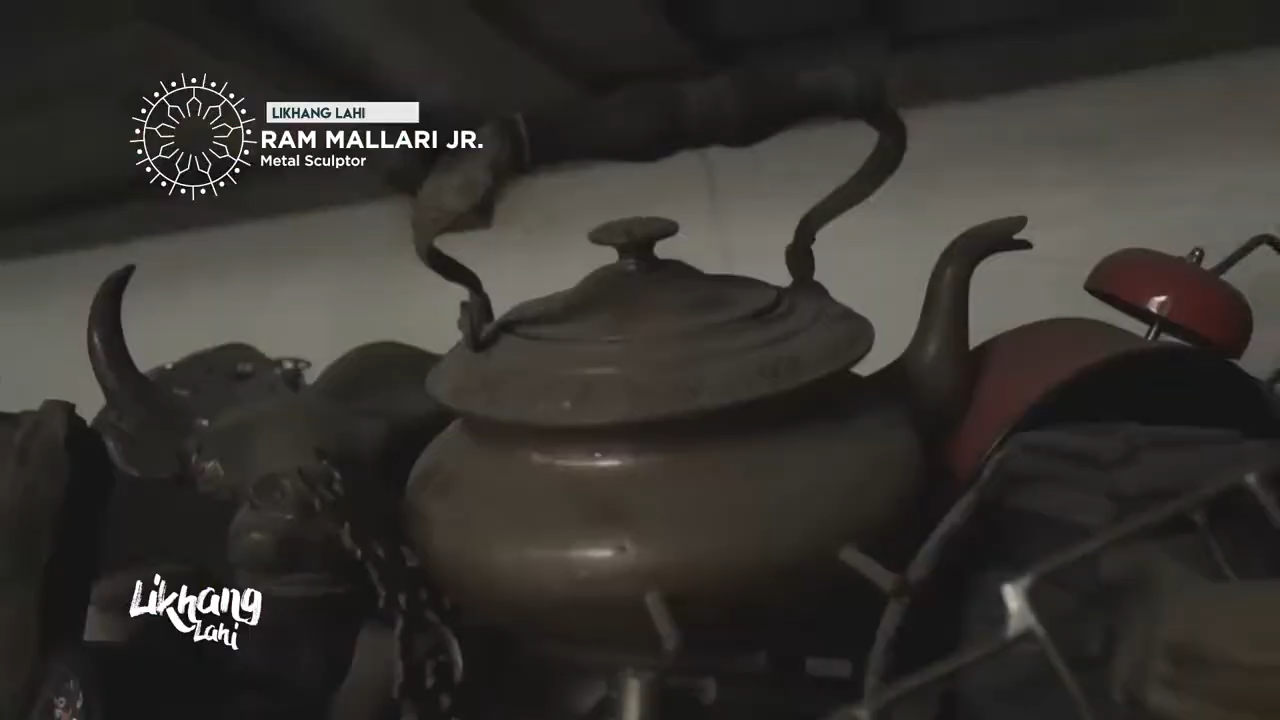 LIKHANG LAHI
RAM MALLARI JR.
Metal Sculptor
Likhang
Lahi